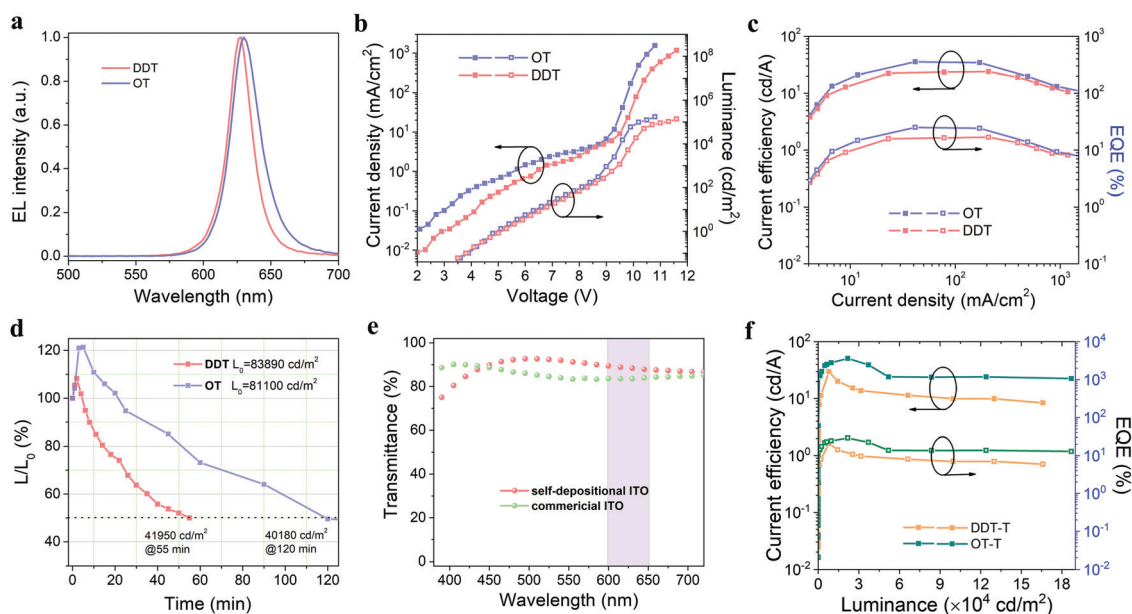 a
EL intensity (a.u.)
1.0
0.8
0.6
0.4
0.2
0.0
DDT
OT
500
550
600
650
700
Wavelength (nm)
b
Current density (mA/cm²)
10³
10²
10¹
10⁰
10⁻¹
10⁻²
OT
DDT
10⁸
10⁶
10⁴
10²
10⁰
Luminance (cd/m²)
2
3
4
5
6
7
8
9
10
11
Voltage (V)
c
Current efficiency (cd/A)
10²
10¹
10⁰
10⁻¹
OT
DDT
10³
10²
10¹
10⁰
10⁻¹
EQE (%)
10¹
10²
10³
Current density (mA/cm²)
d
L/L₀ (%)
120
100
80
60
40
DDT L₀=83890 cd/m²
OT L₀=81100 cd/m²
41950 cd/m²
@55 min
40180 cd/m²
@120 min
0
20
40
60
80
100
120
Time (min)
e
Transmittance (%)
100
80
60
40
20
0
self-depositional ITO
commericial ITO
400
450
500
550
600
650
700
Wavelength (nm)
f
Current efficiency (cd/A)
10²
10¹
10⁰
10⁻¹
10⁻²
DDT-T
OT-T
10⁴
10³
10²
10¹
10⁰
10⁻¹
10⁻²
EQE (%)
0
3
6
9
12
15
18
Luminance (×10⁴ cd/m²)